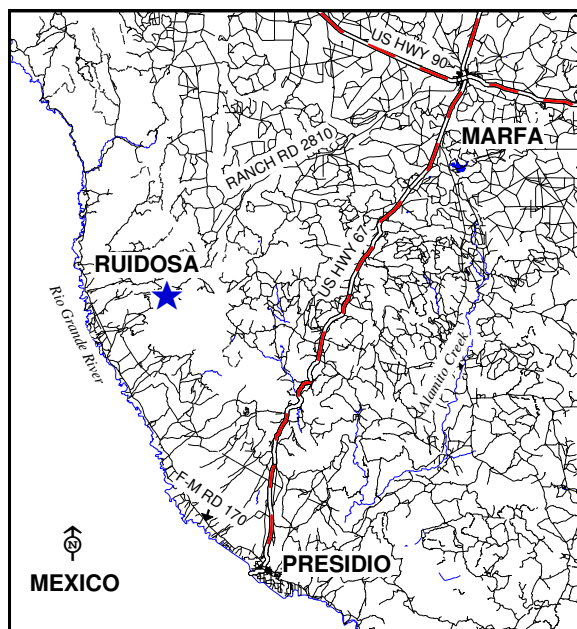 US HWY 90
MARFA
RANCH RD 2810
US HWY 67
RUIDOSA
Rio Grande River
Alamito Creek
F-M RD 170
N
MEXICO
PRESIDIO